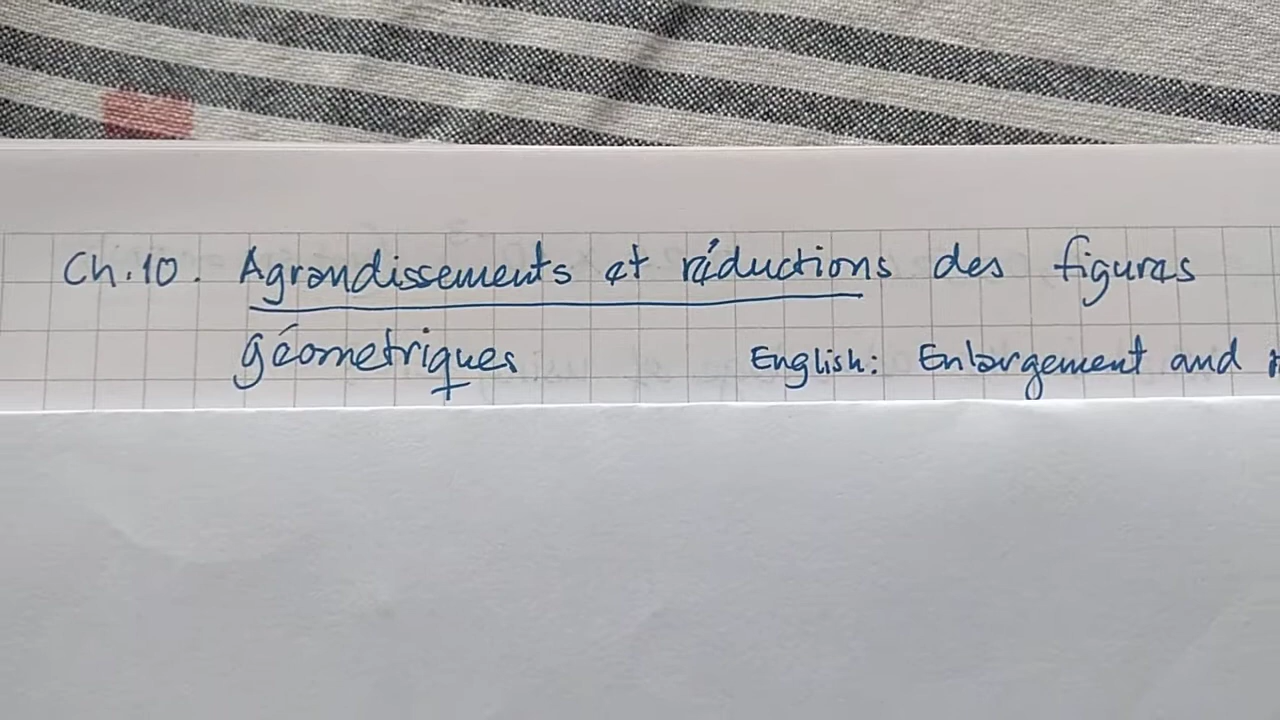 Ch.10. Agrandissements et réductions des figures
géometriques English: Enlargement and